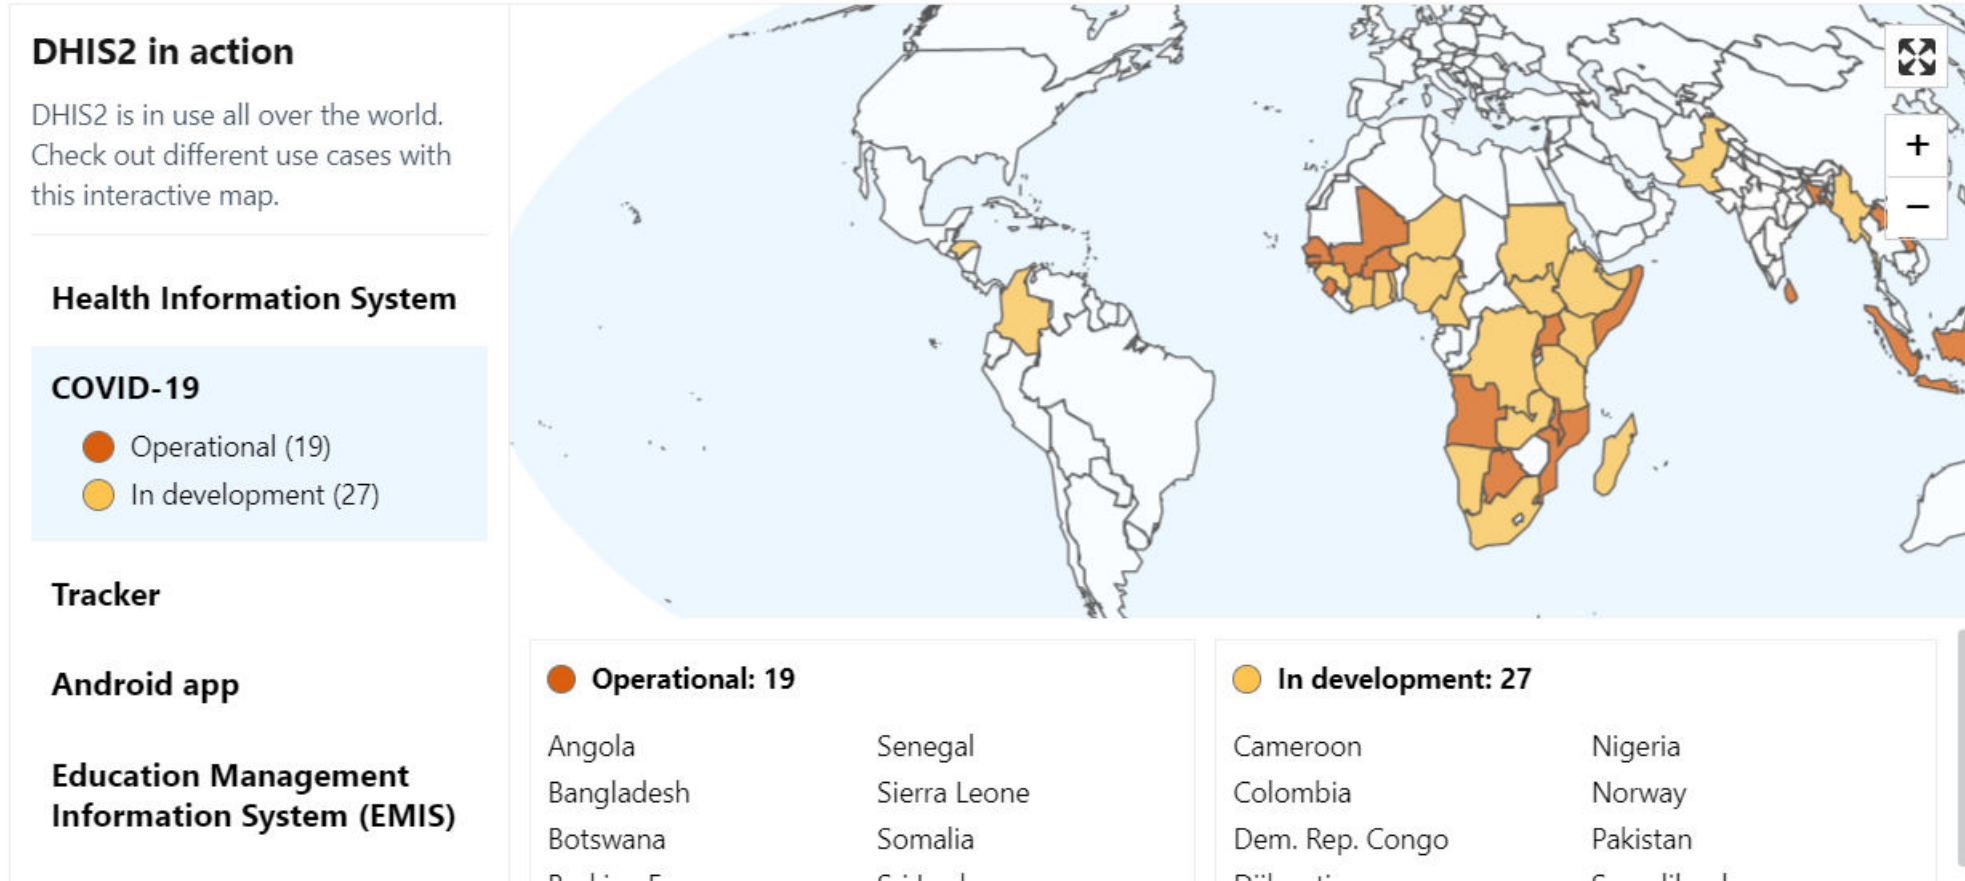 DHIS2 in action
DHIS2 is in use all over the world.
Check out different use cases with
this interactive map.
Health Information System
COVID-19
Operational (19)
In development (27)
Tracker
Android app
Education Management
Information System (EMIS)
+
−
Operational: 19
Angola
Bangladesh
Botswana
Senegal
Sierra Leone
Somalia
In development: 27
Cameroon
Colombia
Dem. Rep. Congo
Nigeria
Norway
Pakistan